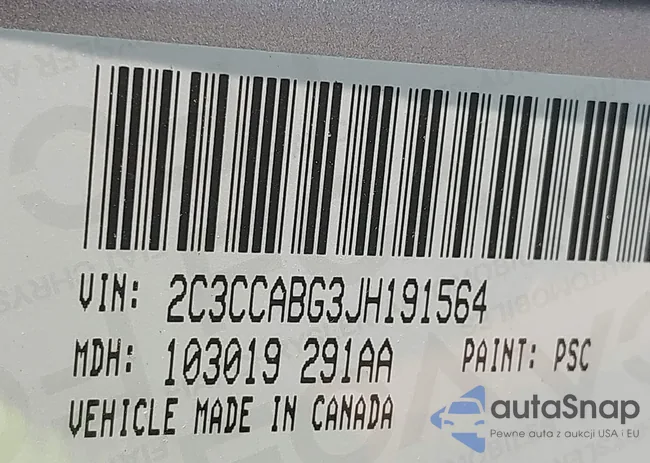 VIN: 2C3CCABG3JH191564
MDH: 103019 291AA PAINT: PSC
VEHICLE MADE IN CANADA
autaSnap
Pewne auta z aukcji USA i EU